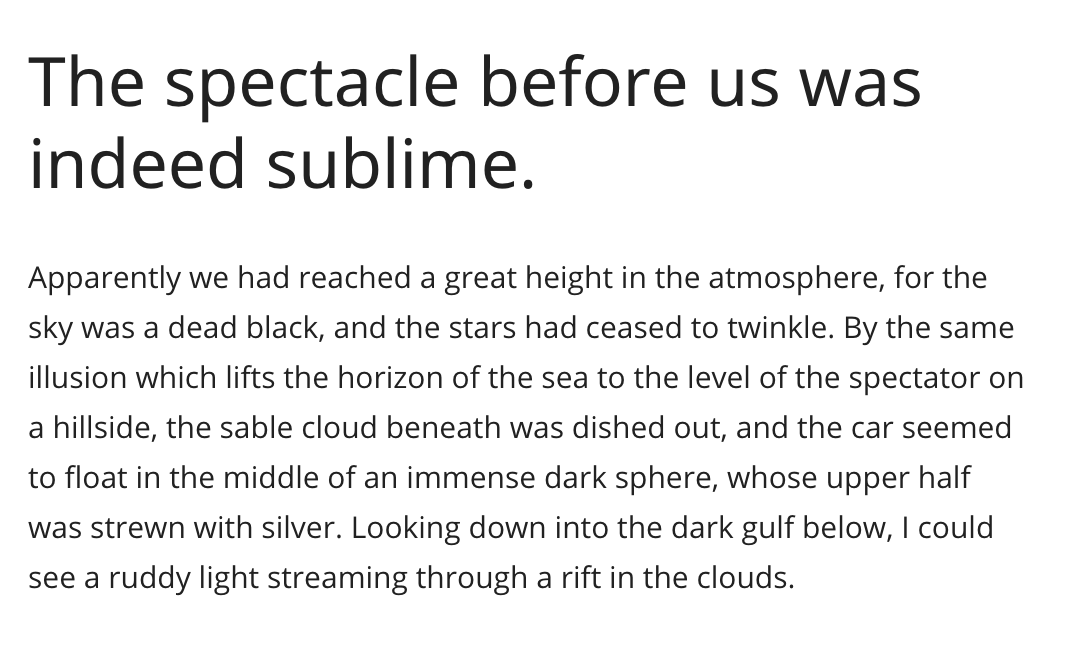 The spectacle before us was
indeed sublime.
Apparently we had reached a great height in the atmosphere, for the
sky was a dead black, and the stars had ceased to twinkle. By the same
illusion which lifts the horizon of the sea to the level of the spectator on
a hillside, the sable cloud beneath was dished out, and the car seemed
to float in the middle of an immense dark sphere, whose upper half
was strewn with silver. Looking down into the dark gulf below, I could
see a ruddy light streaming through a rift in the clouds.